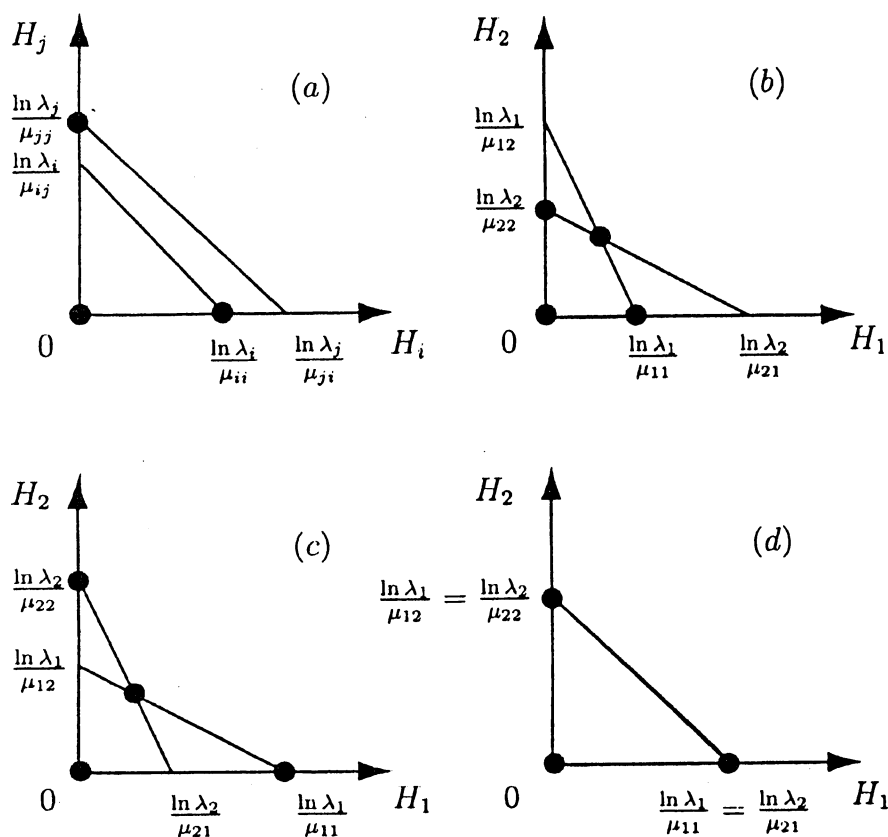 H_j
(a)
ln λ_j / μ_jj
ln λ_i / μ_ij
0
ln λ_i / μ_ii
ln λ_j / μ_ji
H_i
H_2
(b)
ln λ_1 / μ_12
ln λ_2 / μ_22
0
ln λ_1 / μ_11
ln λ_2 / μ_21
H_1
H_2
(c)
ln λ_2 / μ_22
ln λ_1 / μ_12
0
ln λ_2 / μ_21
ln λ_1 / μ_11
H_1
H_2
(d)
ln λ_1 / μ_12 = ln λ_2 / μ_22
0
ln λ_1 / μ_11 = ln λ_2 / μ_21
H_1